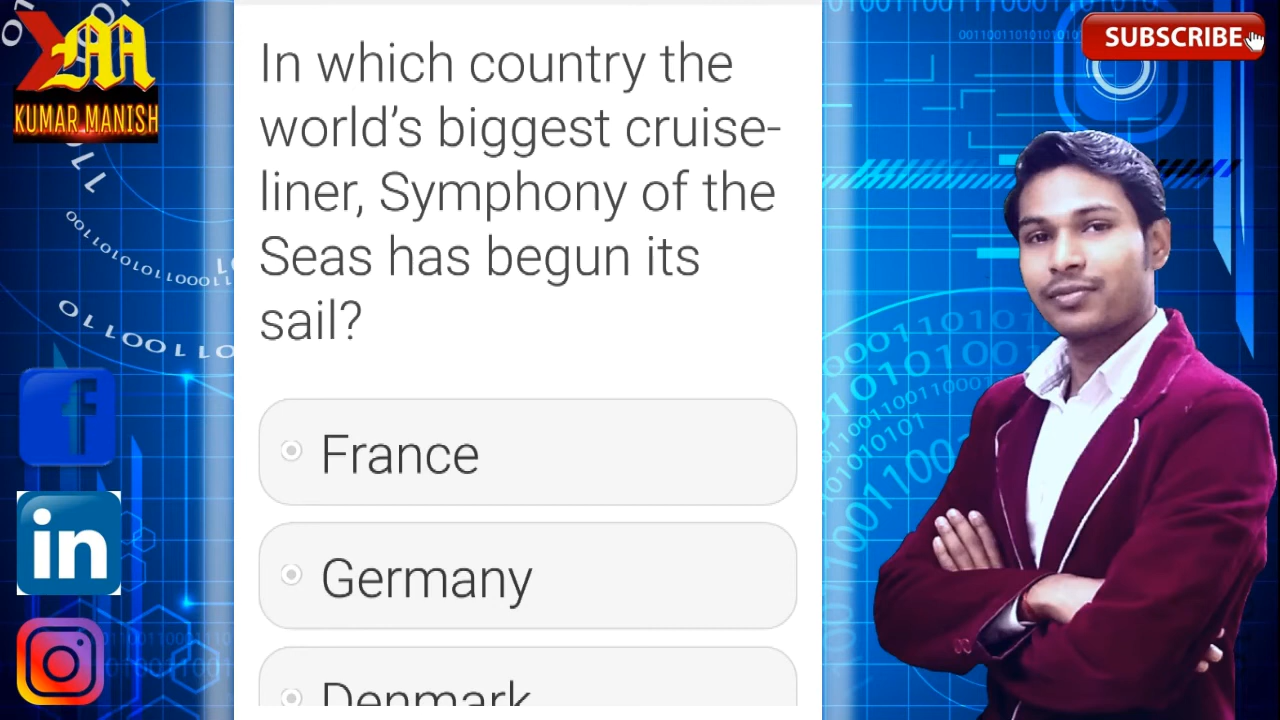 KUMAR MANISH
SUBSCRIBE
In which country the
world’s biggest cruise-
liner, Symphony of the
Seas has begun its
sail?
France
Germany
Denmark
f
in